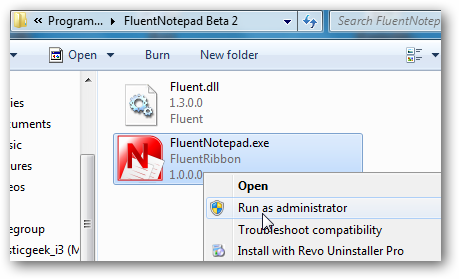 Program... FluentNotepad Beta 2 Search FluentNotep
Open Burn New folder
Fluent.dll
1.3.0.0
Fluent
FluentNotepad.exe
FluentRibbon
1.0.0.0
ies
ocuments
sic
ures
eos
egroup
sticgeek_i3 (M
Open
Run as administrator
Troubleshoot compatibility
Install with Revo Uninstaller Pro